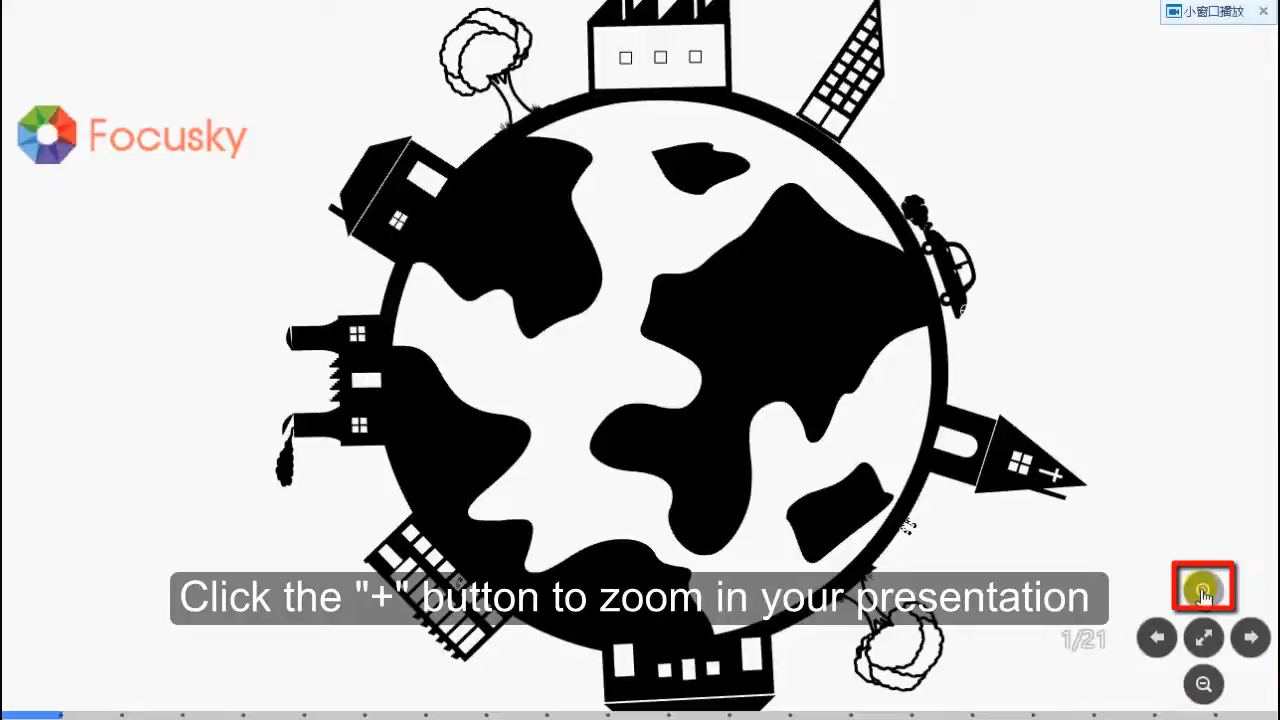 小窗口播放
Focusky
Click the "+" button to zoom in your presentation
1/21